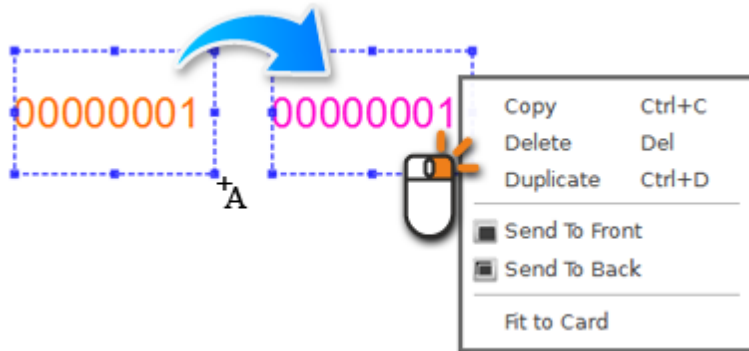 00000001 00000001
A
Copy Ctrl+C
Delete Del
Duplicate Ctrl+D
Send To Front
Send To Back
Fit to Card